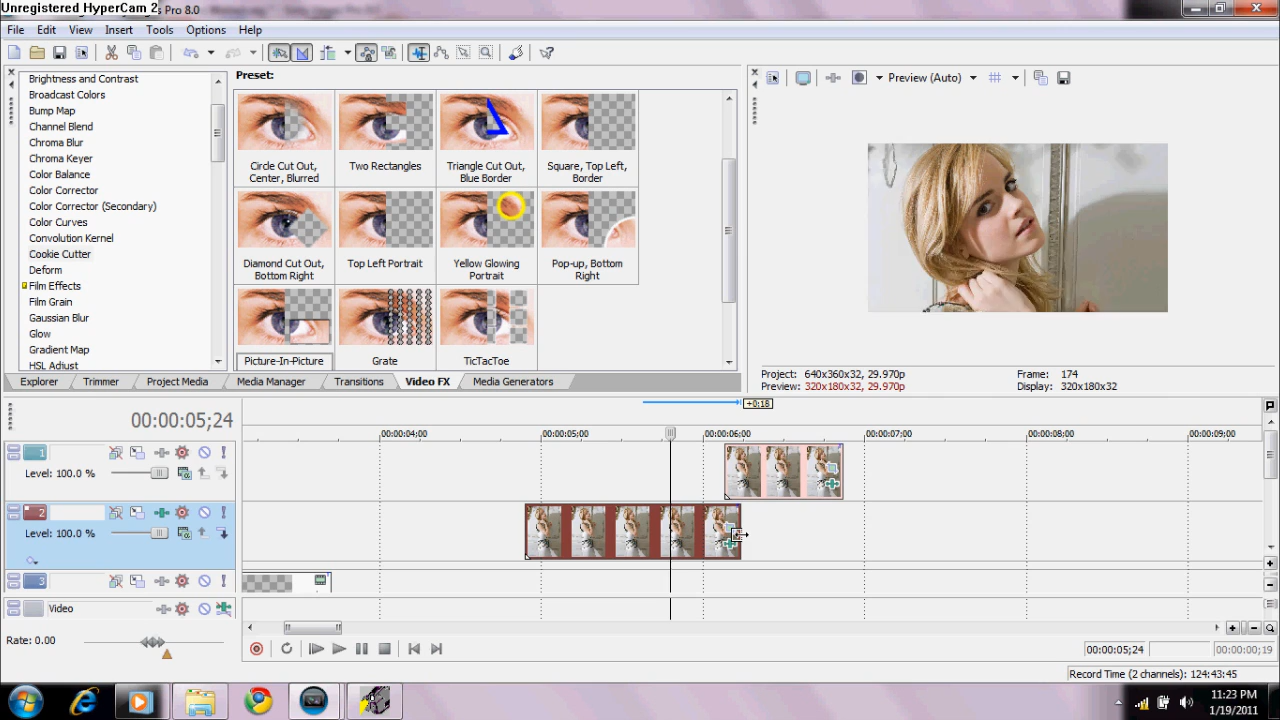 Unregistered HyperCam 2
s Pro 8.0
File Edit View Insert Tools Options Help
Brightness and Contrast
Broadcast Colors
Bump Map
Channel Blend
Chroma Blur
Chroma Keyer
Color Balance
Color Corrector
Color Corrector (Secondary)
Color Curves
Convolution Kernel
Cookie Cutter
Deform
Film Effects
Film Grain
Gaussian Blur
Glow
Gradient Map
HSL Adjust
Preset:
Circle Cut Out, Center, Blurred
Two Rectangles
Triangle Cut Out, Blue Border
Square, Top Left, Border
Diamond Cut Out, Bottom Right
Top Left Portrait
Yellow Glowing Portrait
Pop-up, Bottom Right
Picture-In-Picture
Grate
TicTacToe
Preview (Auto)
Project: 640x360x32, 29.970p
Frame: 174
Preview: 320x180x32, 29.970p
Display: 320x180x32
Explorer Trimmer Project Media Media Manager Transitions Video FX Media Generators
00:00:05;24
+0:18
00:00:04;00 00:00:05;00 00:00:06;00 00:00:07;00 00:00:08;00 00:00:09;00
1
Level: 100.0 %
2
Level: 100.0 %
3
Video
Rate: 0.00
00:00:05;24 00:00:00;19
Record Time (2 channels): 124:43:45
11:23 PM
1/19/2011